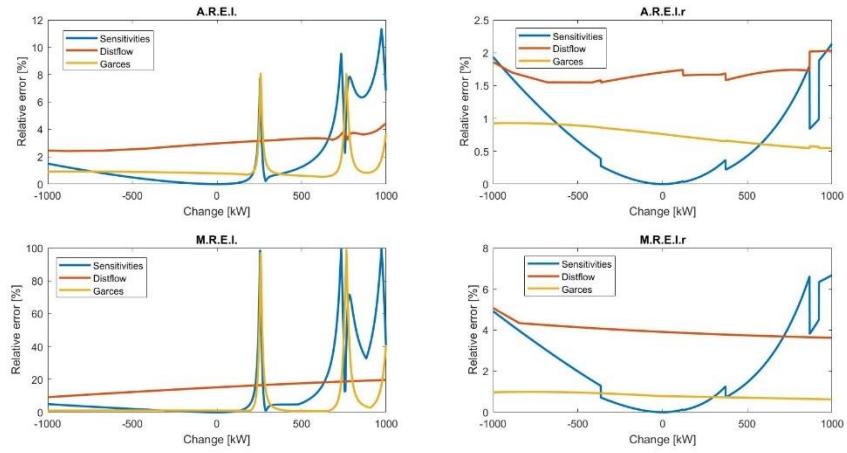 A.R.E.I.
Relative error [%]
12
10
8
6
4
2
0
Sensitivities
Distflow
Garces
-1000
-500
0
500
1000
Change [kW]
A.R.E.I.r
Relative error [%]
2.5
2
1.5
1
0.5
0
Sensitivities
Distflow
Garces
-1000
-500
0
500
1000
Change [kW]
M.R.E.I.
Relative error [%]
100
80
60
40
20
0
Sensitivities
Distflow
Garces
-1000
-500
0
500
1000
Change [kW]
M.R.E.I.r
Relative error [%]
8
6
4
2
0
Sensitivities
Distflow
Garces
-1000
-500
0
500
1000
Change [kW]